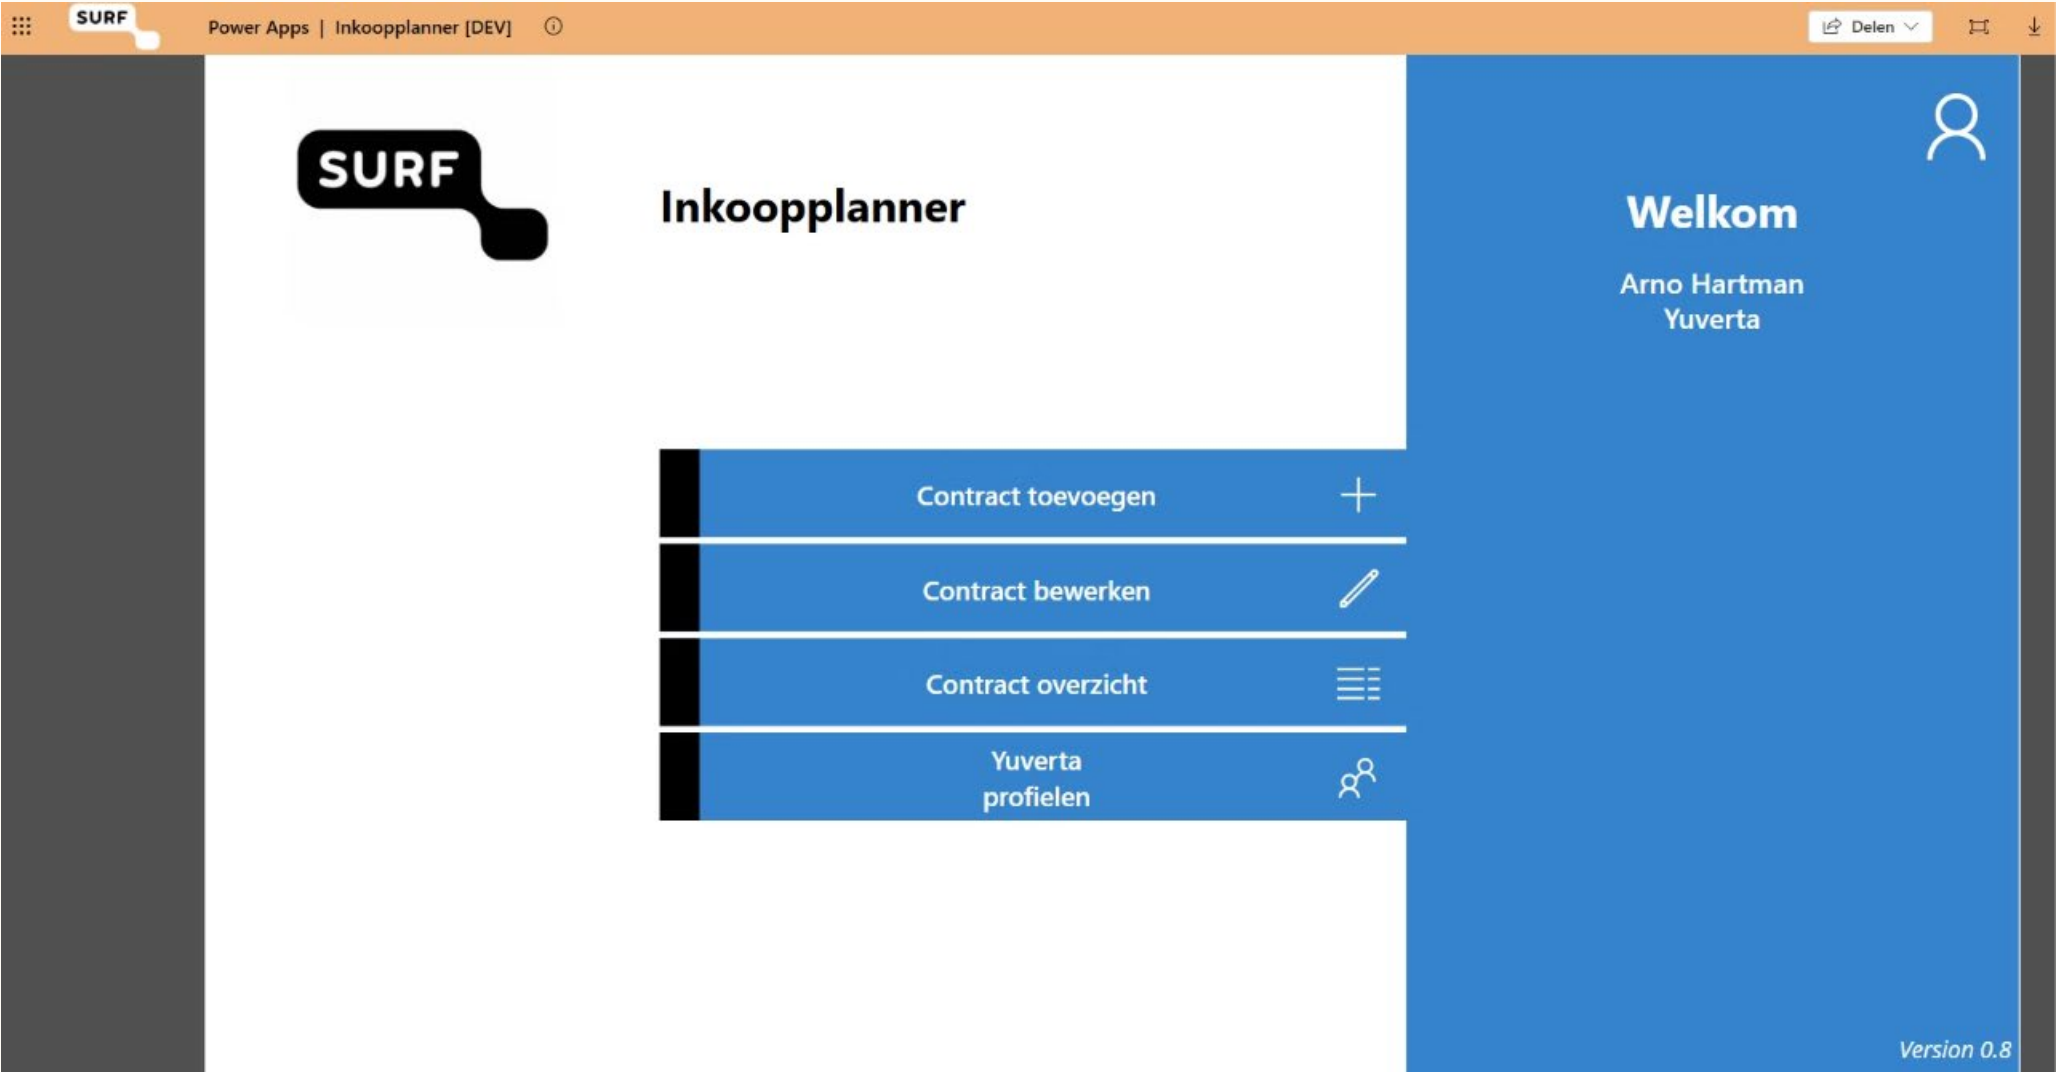 SURF
Power Apps | Inkoopplanner [DEV]
Delen
SURF
Inkoopplanner
Welkom
Arno Hartman
Yuverta
Contract toevoegen
Contract bewerken
Contract overzicht
Yuverta
profielen
Version 0.8